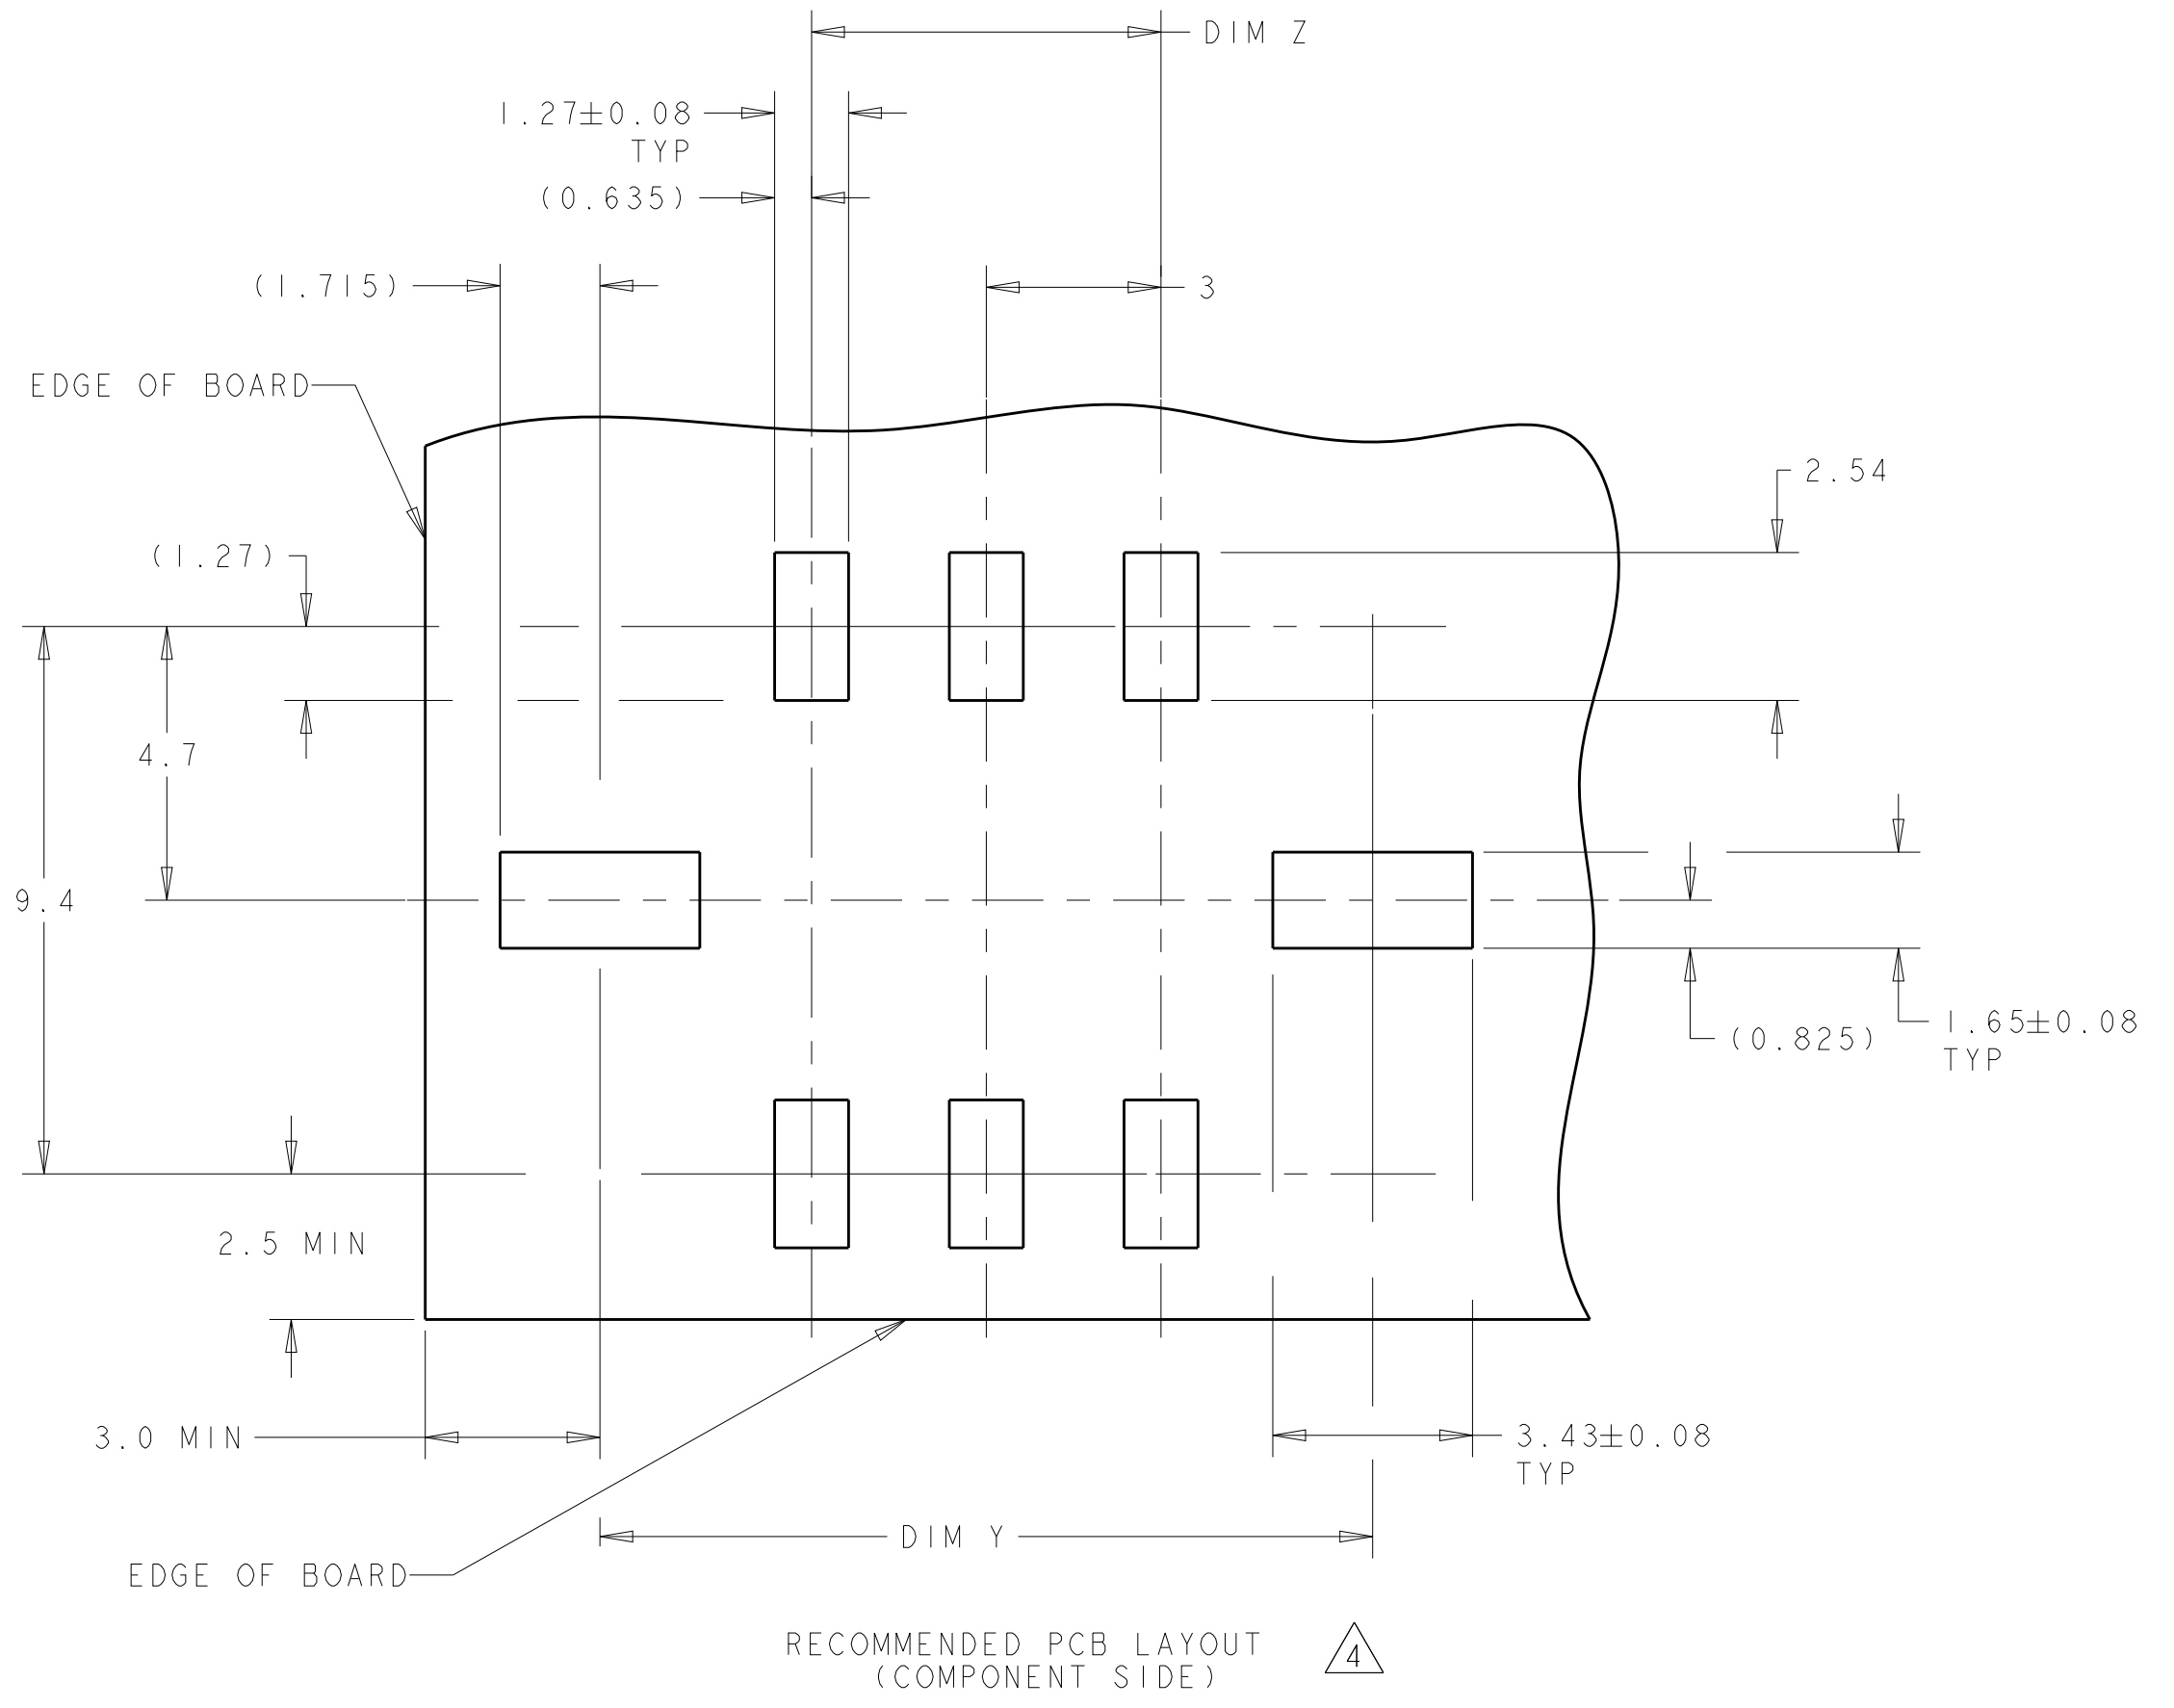 DIM Z
1.27±0.08
TYP
(0.635)
(1.715)
3
EDGE OF BOARD
2.54
(1.27)
4.7
9.4
1.65±0.08
TYP
(0.825)
2.5 MIN
3.0 MIN
3.43±0.08
TYP
DIM Y
EDGE OF BOARD
RECOMMENDED PCB LAYOUT
(COMPONENT SIDE)
4